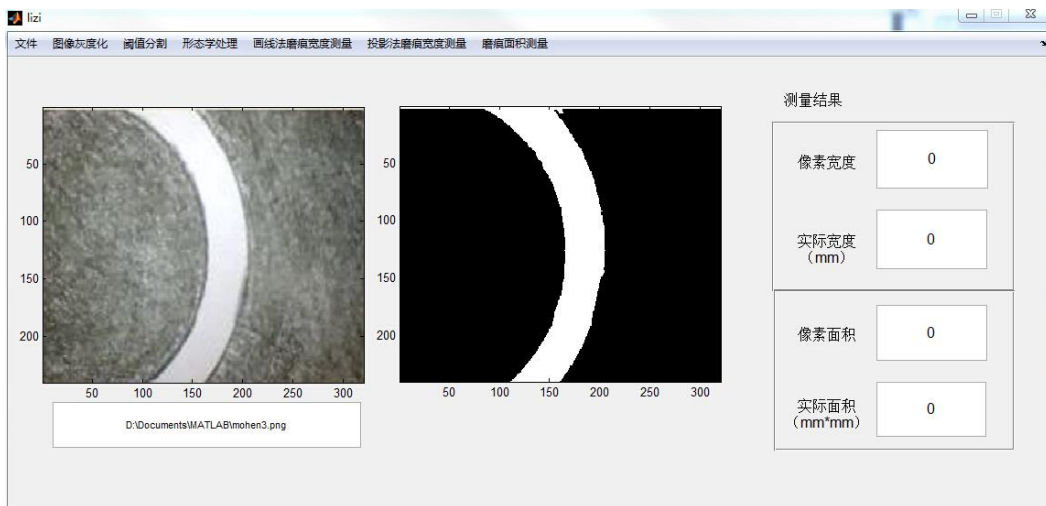 lizi
文件 图像灰度化 阈值分割 形态学处理 画线法磨痕宽度测量 投影法磨痕宽度测量 磨痕面积测量
50
100
150
200
50 100 150 200 250 300
D:\Documents\MATLAB\mohen3.png
50
100
150
200
50 100 150 200 250 300
测量结果
像素宽度 0
实际宽度 0
（mm）
像素面积 0
实际面积 0
（mm*mm）